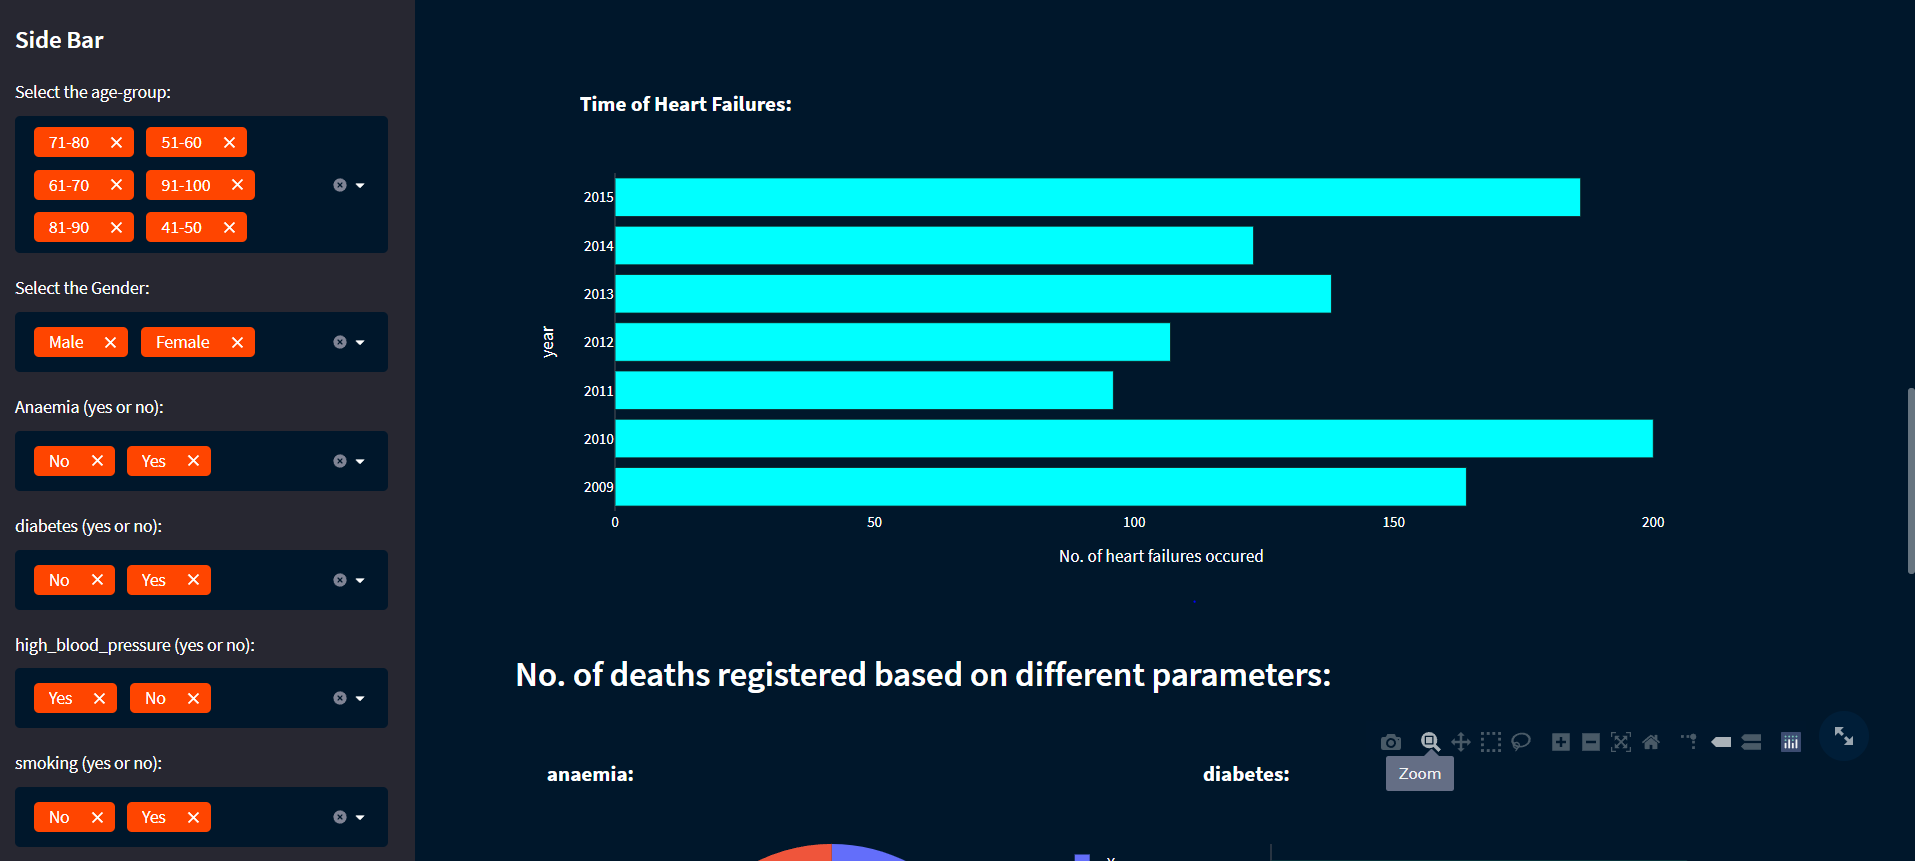 Side Bar
Select the age-group:
71-80 51-60
61-70 91-100
81-90 41-50
Select the Gender:
Male Female
Anaemia (yes or no):
No Yes
diabetes (yes or no):
No Yes
high_blood_pressure (yes or no):
Yes No
smoking (yes or no):
No Yes
Time of Heart Failures:
year
2015
2014
2013
2012
2011
2010
2009
0 50 100 150 200
No. of heart failures occured
No. of deaths registered based on different parameters:
Zoom
anaemia:
diabetes: